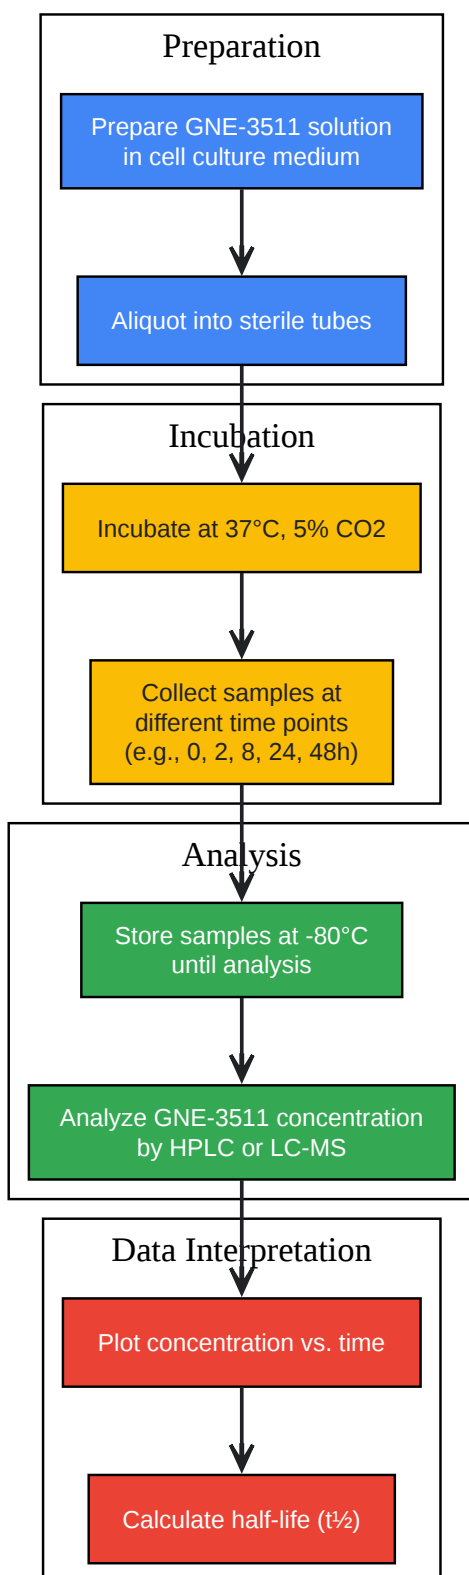 Preparation
Prepare GNE-3511 solution
in cell culture medium
Aliquot into sterile tubes
Incubation
Incubate at 37°C, 5% CO2
Collect samples at
different time points
(e.g., 0, 2, 8, 24, 48h)
Analysis
Store samples at -80°C
until analysis
Analyze GNE-3511 concentration
by HPLC or LC-MS
Data Interpretation
Plot concentration vs. time
Calculate half-life (t½)